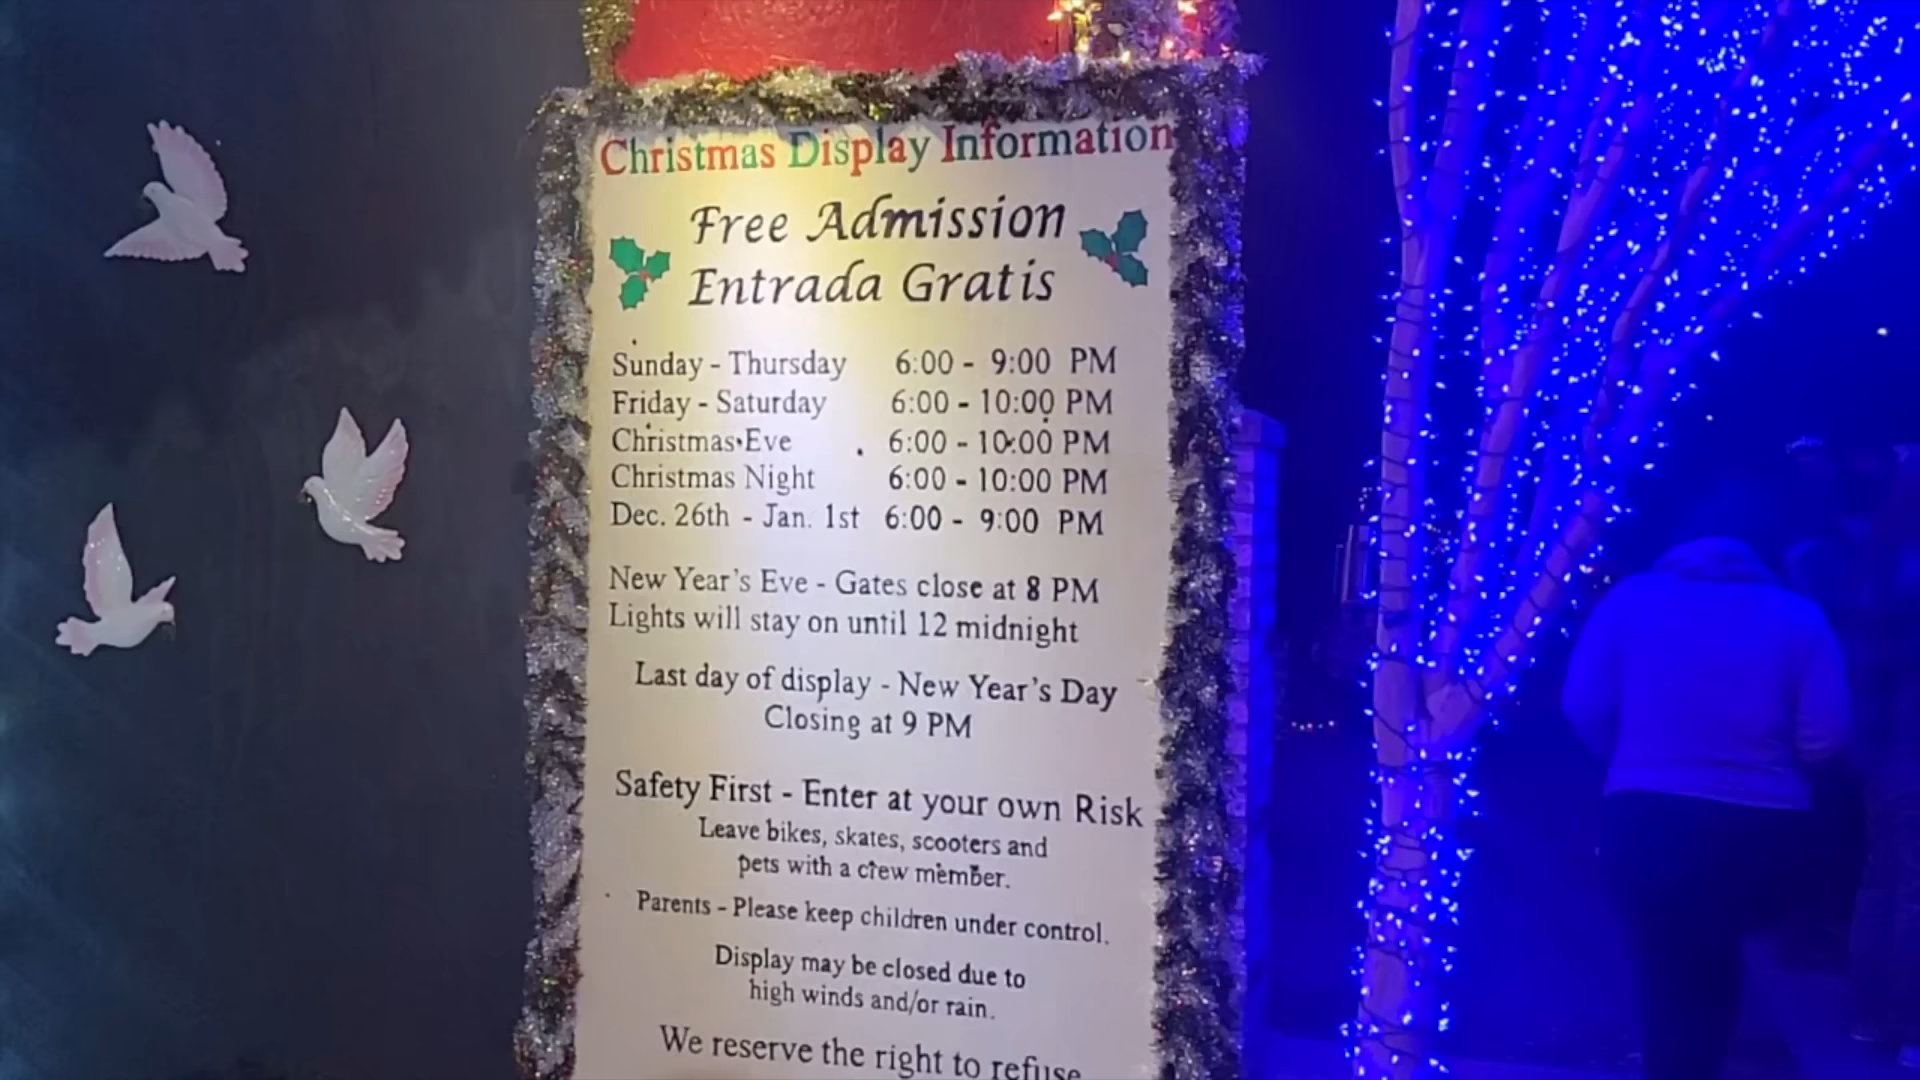 Christmas Display Information
Free Admission
Entrada Gratis
Sunday - Thursday 6:00 - 9:00 PM
Friday - Saturday 6:00 - 10:00 PM
Christmas Eve 6:00 - 10:00 PM
Christmas Night 6:00 - 10:00 PM
Dec. 26th - Jan. 1st 6:00 - 9:00 PM
New Year's Eve - Gates close at 8 PM
Lights will stay on until 12 midnight
Last day of display - New Year's Day
Closing at 9 PM
Safety First - Enter at your own Risk
Leave bikes, skates, scooters and
pets with a crew member.
Parents - Please keep children under control.
Display may be closed due to
high winds and/or rain.
We reserve the right to refuse